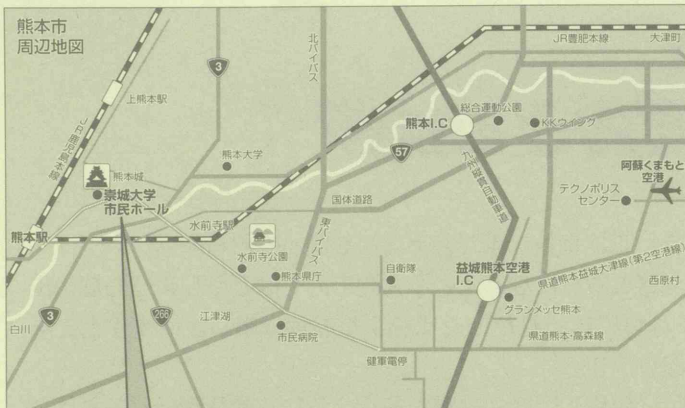 熊本市
周辺地図
北バイパス
JR豊肥本線
大津町
3
上熊本駅
JR鹿児島本線
総合運動公園
熊本I.C
KKウイング
熊本大学
57
九州縦貫自動車道
阿蘇くまもと
空港
熊本城
崇城大学
市民ホール
国体道路
テクノポリス
センター
水前寺駅
熊本駅
東バイパス
水前寺公園
熊本県庁
自衛隊
益城熊本空港
I.C
県道熊本益城大津線(第2空港線)
西原村
グランメッセ熊本
白川
3
266
江津湖
市民病院
県道熊本・高森線
健軍電停